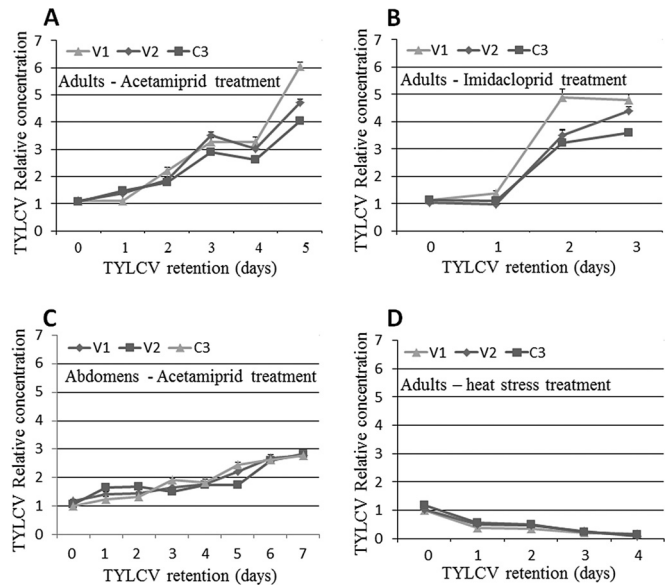 A
V1 V2 C3
Adults - Acetamiprid treatment
TYLCV Relative concentration
7
6
5
4
3
2
1
0
0 1 2 3 4 5
TYLCV retention (days)
B
V1 V2 C3
Adults - Imidacloprid treatment
TYLCV Relative concentration
7
6
5
4
3
2
1
0
0 1 2 3
TYLCV retention (days)
C
V1 V2 C3
Abdomens - Acetamiprid treatment
TYLCV Relative concentration
7
6
5
4
3
2
1
0
0 1 2 3 4 5 6 7
TYLCV retention (days)
D
V1 V2 C3
Adults – heat stress treatment
TYLCV Relative concentration
7
6
5
4
3
2
1
0
0 1 2 3 4
TYLCV retention (days)